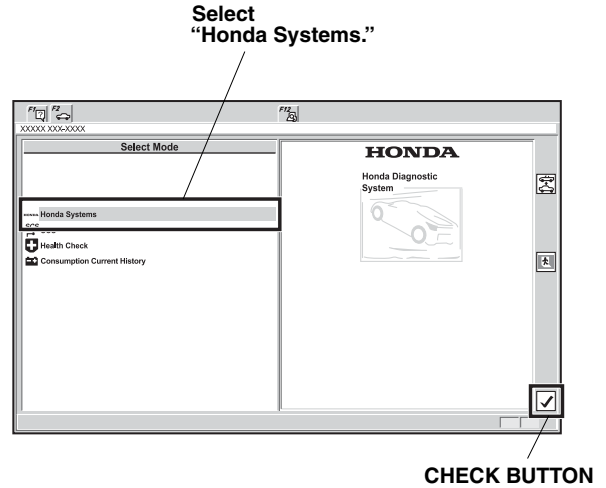 Select
“Honda Systems.”
F1 F2 F12
XXXXX XXX-XXXX
Select Mode
HONDA
Honda Diagnostic
System
HONDA Honda Systems
Health Check
Consumption Current History
CHECK BUTTON